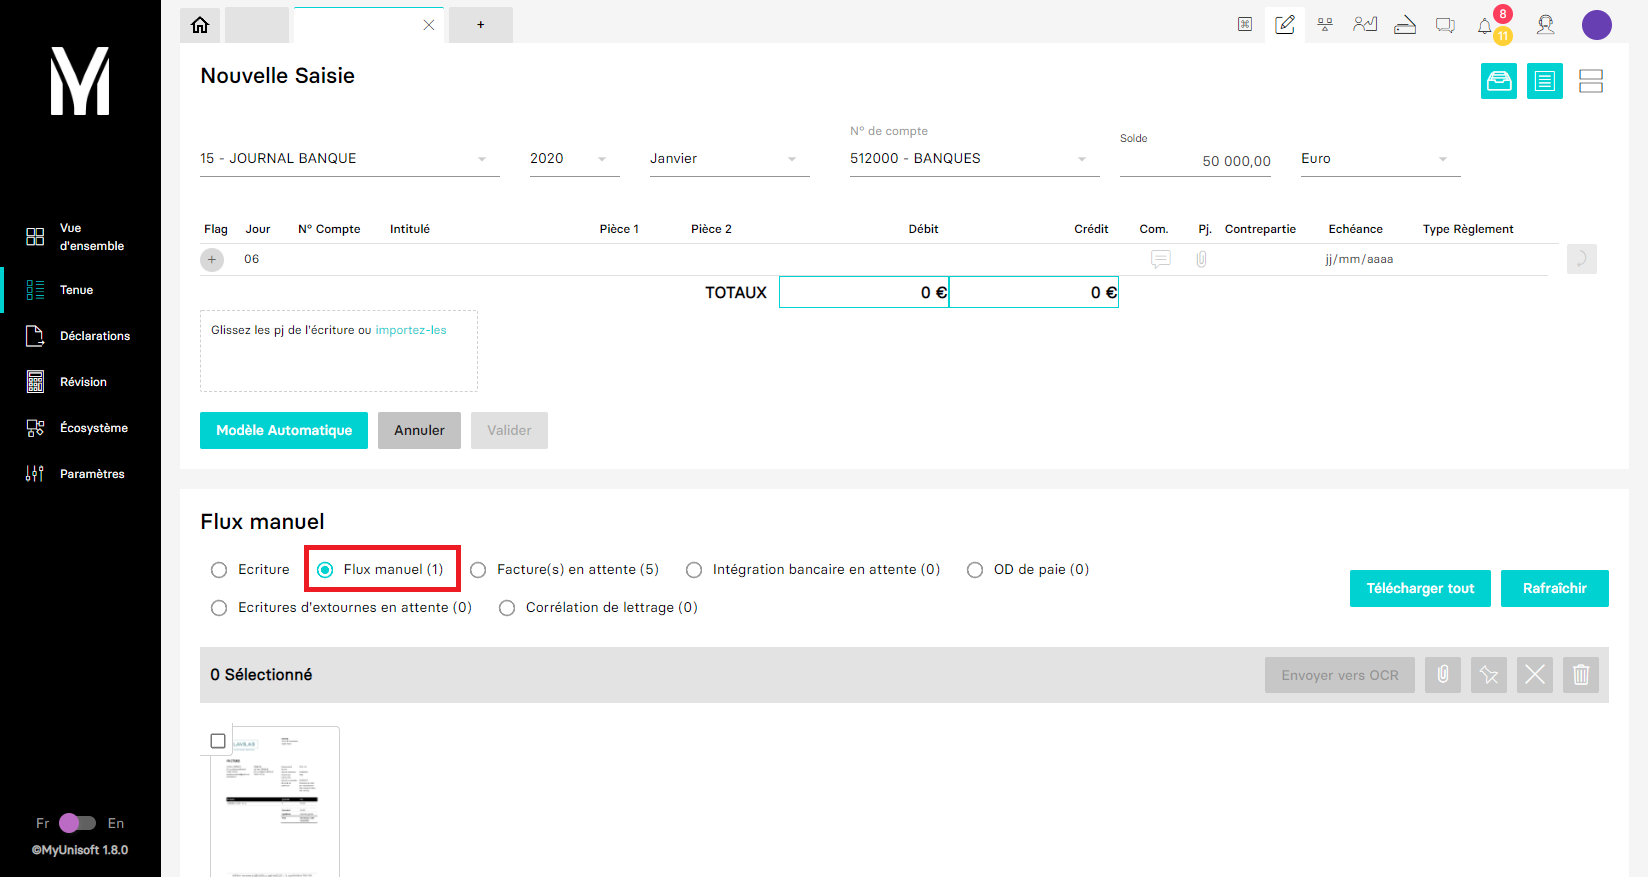 +
8
11
Nouvelle Saisie
N° de compte
Solde
15 - JOURNAL BANQUE
2020
Janvier
512000 - BANQUES
50 000,00
Euro
Flag Jour N° Compte Intitulé Pièce 1 Pièce 2 Débit Crédit Com. Pj. Contrepartie Echéance Type Règlement
+ 06 jj/mm/aaaa
TOTAUX 0 € 0 €
Glissez les pj de l'écriture ou importez-les
Modèle Automatique
Annuler
Valider
Vue
d'ensemble
Tenue
Déclarations
Révision
Écosystème
Paramètres
Fr En
©MyUnisoft 1.8.0
Flux manuel
Ecriture Flux manuel (1) Facture(s) en attente (5) Intégration bancaire en attente (0) OD de paie (0)
Ecritures d'extournes en attente (0) Corrélation de lettrage (0)
Télécharger tout
Rafraîchir
0 Sélectionné
Envoyer vers OCR